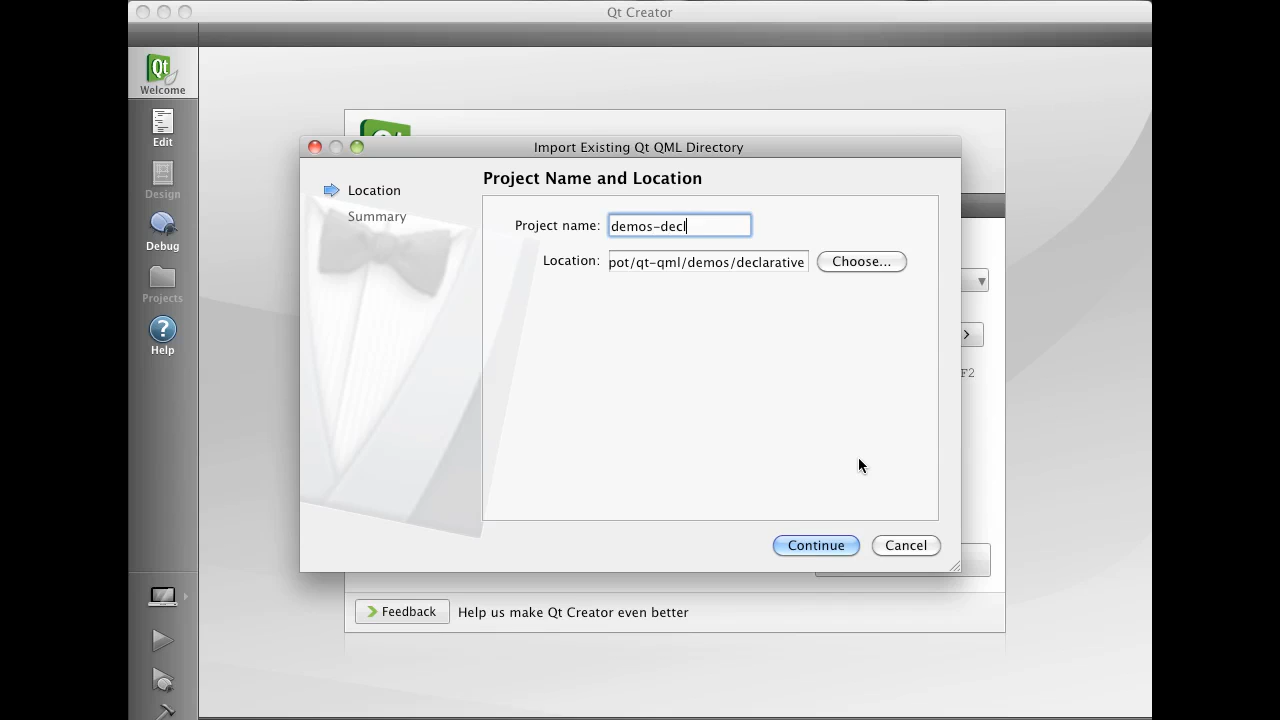 Qt Creator
Qt
Welcome
Edit
Design
Debug
Projects
Help
Import Existing Qt QML Directory
Location
Summary
Project Name and Location
Project name: demos-decl
Location: pot/qt-qml/demos/declarative Choose...
F2
Continue Cancel
Feedback Help us make Qt Creator even better